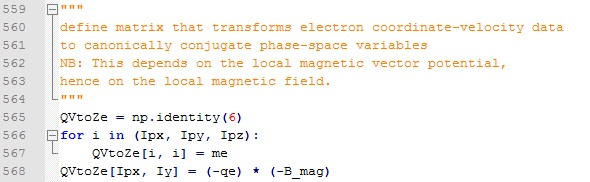 559 """
560 define matrix that transforms electron coordinate-velocity data
561 to canonically conjugate phase-space variables
562 NB: This depends on the local magnetic vector potential,
563 hence on the local magnetic field.
564 """
565 QVtoZe = np.identity(6)
566 for i in (Ipx, Ipy, Ipz):
567     QVtoZe[i, i] = me
568 QVtoZe[Ipx, Iy] = (-qe) * (-B_mag)